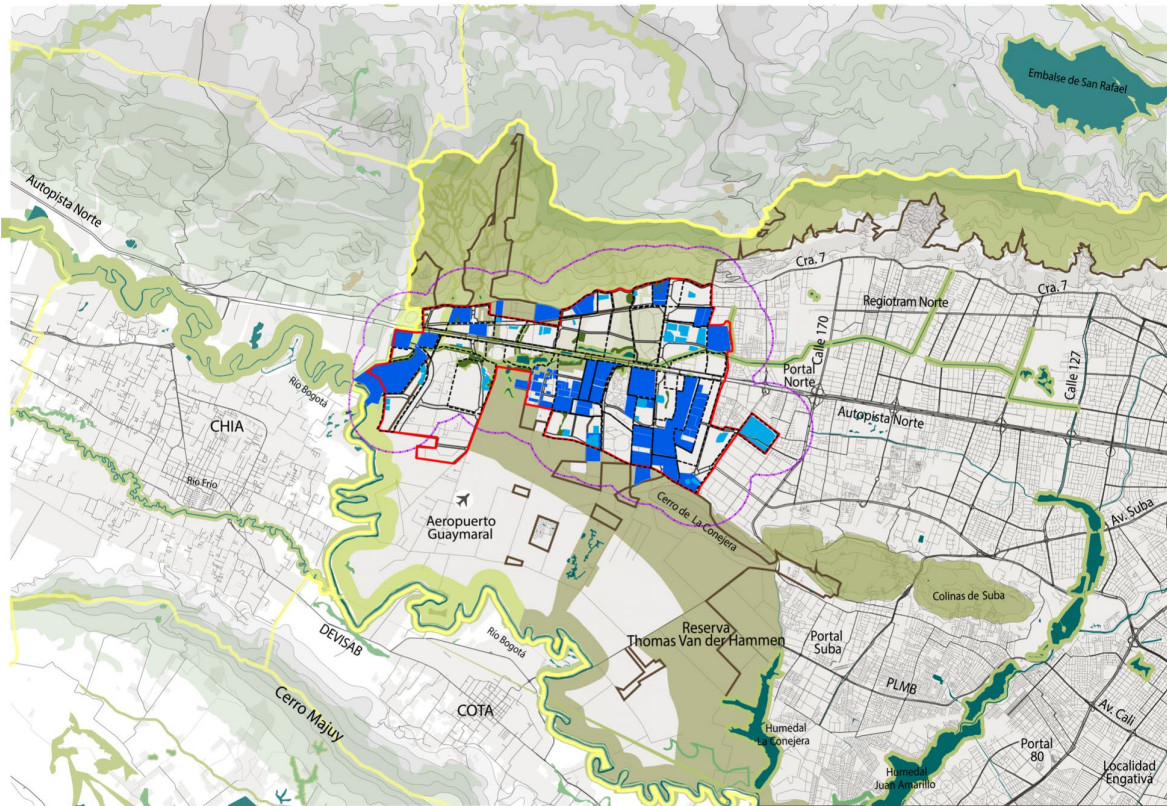 Embalse de San Rafael
Autopista Norte
Cra. 7
Cra. 7
Regiotram Norte
Calle 170
Calle 127
Portal
Norte
Autopista Norte
Rio Bogotá
CHIA
Rio Frio
Aeropuerto
Guaymaral
Cerro de La Conejera
Av. Suba
Colinas de Suba
Reserva
Thomas Van der Hammen
Portal
Suba
DEVISAB
Rio Bogotá
PLMB
Cerro Majuy
COTA
Av. Cali
Humedal
La Conejera
Portal
80
Localidad
Engativá
Humedal
Juan Amarillo